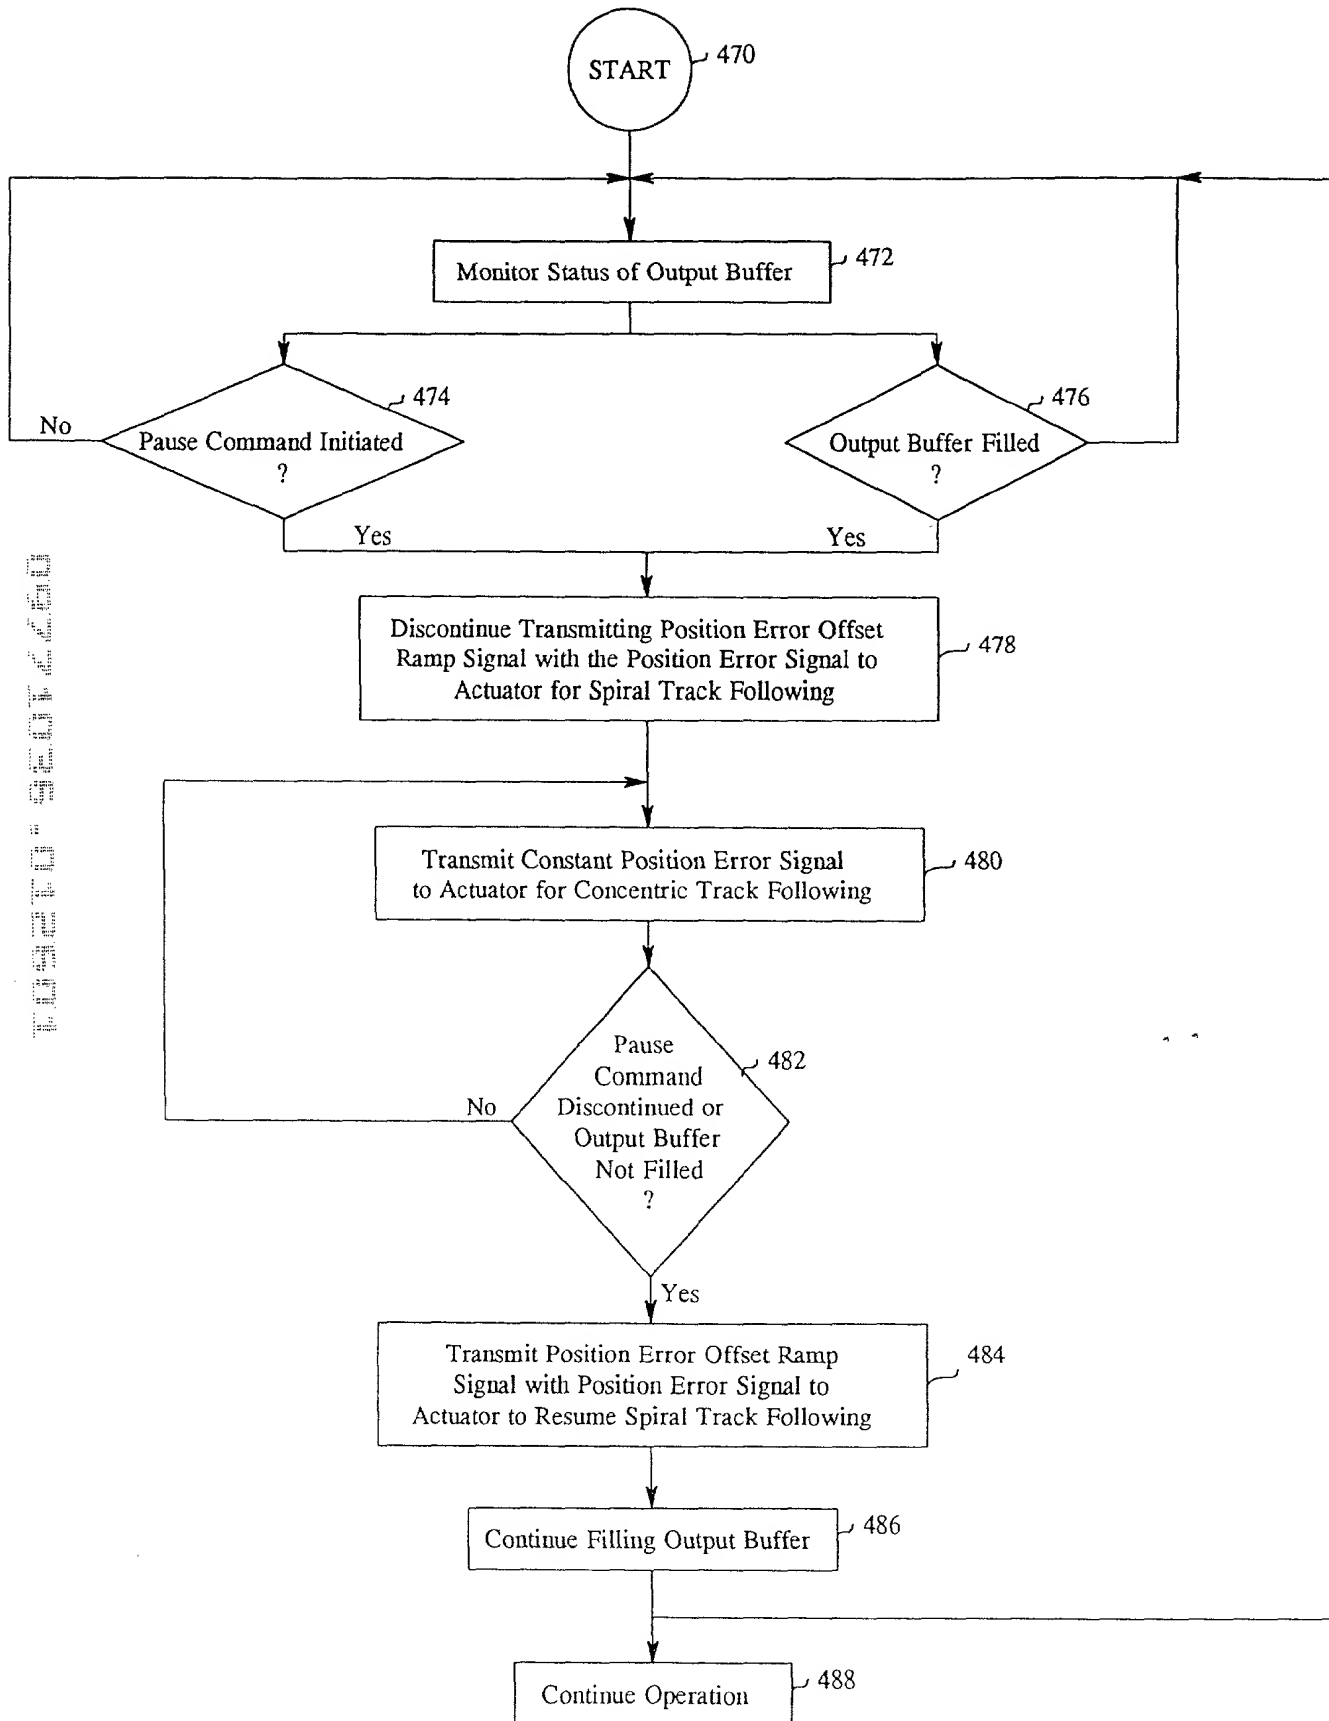 START
470
Monitor Status of Output Buffer
472
Pause Command Initiated
?
474
No
Output Buffer Filled
?
476
Yes
Yes
Discontinue Transmitting Position Error Offset
Ramp Signal with the Position Error Signal to
Actuator for Spiral Track Following
478
Transmit Constant Position Error Signal
to Actuator for Concentric Track Following
480
Pause
Command
Discontinued or
Output Buffer
Not Filled
?
482
No
Yes
Transmit Position Error Offset Ramp
Signal with Position Error Signal to
Actuator to Resume Spiral Track Following
484
Continue Filling Output Buffer
486
Continue Operation
488